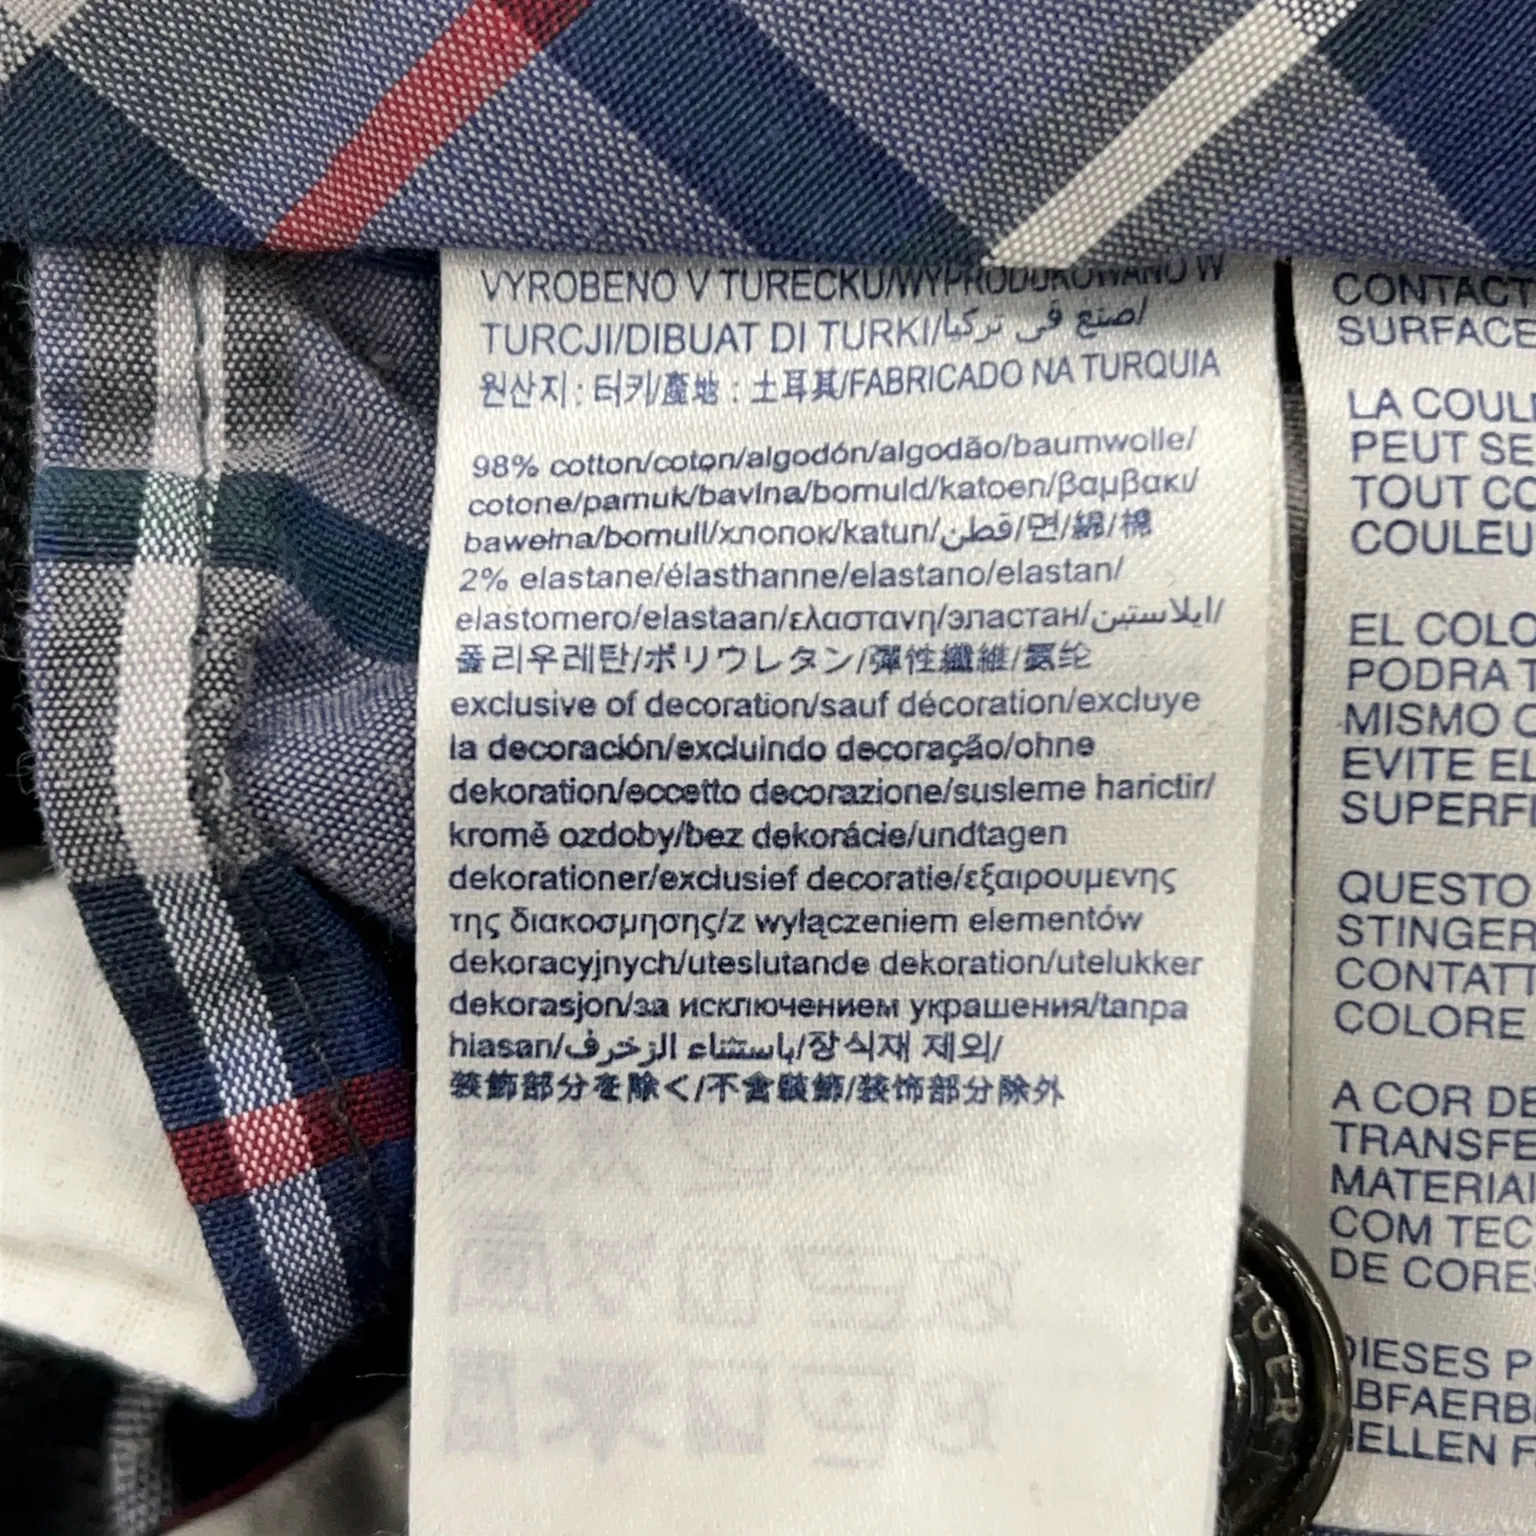 VYROBENO V TURECKU/WYPRODUKOWANO W
TURCJI/DIBUAT DI TURKI/صنع في تركيا/
원산지 : 터키/產地 : 土耳其/FABRICADO NA TURQUIA
98% cotton/coton/algodón/algodão/baumwolle/
cotone/pamuk/bavlna/bomuld/katoen/βαμβακι/
bawełna/bomull/хлопок/katun/قطن/면/綿/棉
2% elastane/élasthanne/elastano/elastan/
elastomero/elastaan/ελαστανη/эластан/ايلاستين/
폴리우레탄/ポリウレタン/彈性纖維/氨纶
exclusive of decoration/sauf décoration/excluye
la decoración/excluindo decoração/ohne
dekoration/eccetto decorazione/susleme harictir/
kromě ozdoby/bez dekorácie/undtagen
dekorationer/exclusief decoratie/εξαιρουμενης
της διακοσμησης/z wyłączeniem elementów
dekoracyjnych/uteslutande dekoration/utelukker
dekorasjon/за исключением украшения/tanpa
hiasan/باستثناء الزخرف/장식재 제외/
装飾部分を除く/不含裝飾/装饰部分除外
CONTACT
SURFACE
LA COUL
PEUT SE
TOUT CO
COULEU
EL COLO
PODRA T
MISMO C
EVITE EL
SUPERFI
QUESTO
STINGER
CONTATT
COLORE
A COR DE
TRANSFE
MATERIAI
COM TEC
DE CORES
DIESES P
ABFAERB
HELLEN F